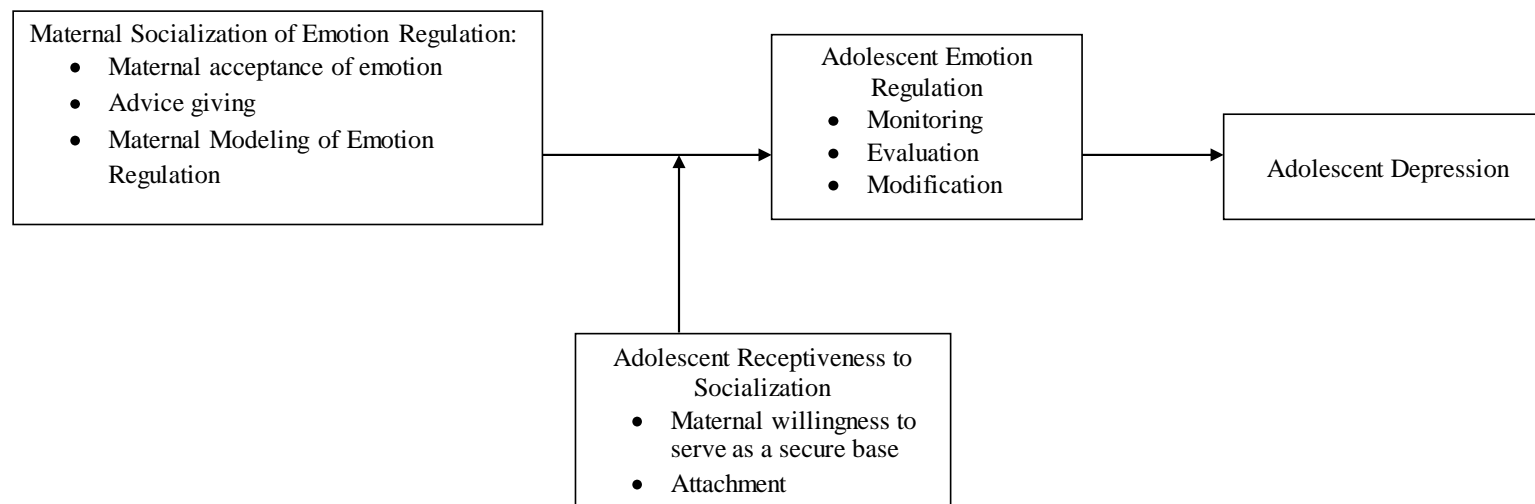 Maternal Socialization of Emotion Regulation:
• Maternal acceptance of emotion
• Advice giving
• Maternal Modeling of Emotion
Regulation
Adolescent Emotion
Regulation
• Monitoring
• Evaluation
• Modification
Adolescent Depression
Adolescent Receptiveness to
Socialization
• Maternal willingness to
serve as a secure base
• Attachment